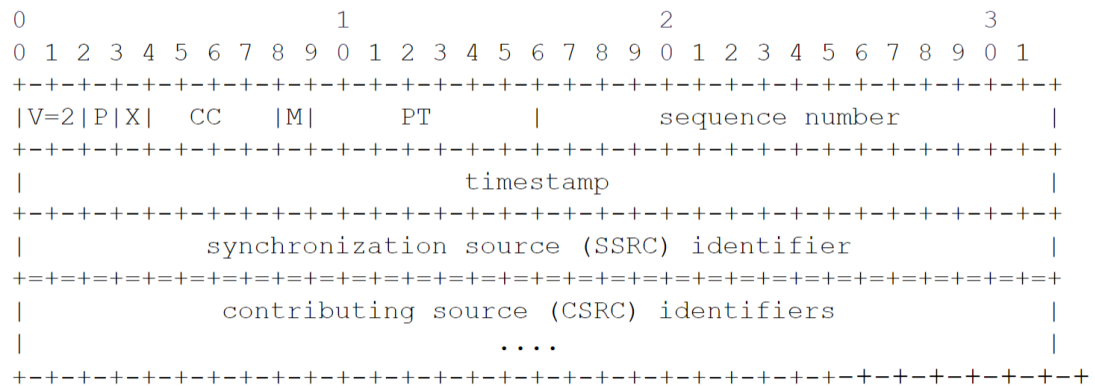 0                   1                   2                   3
0 1 2 3 4 5 6 7 8 9 0 1 2 3 4 5 6 7 8 9 0 1 2 3 4 5 6 7 8 9 0 1
+-+-+-+-+-+-+-+-+-+-+-+-+-+-+-+-+-+-+-+-+-+-+-+-+-+-+-+-+-+-+-+-+
|V=2|P|X|  CC   |M|     PT      |       sequence number         |
+-+-+-+-+-+-+-+-+-+-+-+-+-+-+-+-+-+-+-+-+-+-+-+-+-+-+-+-+-+-+-+-+
|                           timestamp                           |
+-+-+-+-+-+-+-+-+-+-+-+-+-+-+-+-+-+-+-+-+-+-+-+-+-+-+-+-+-+-+-+-+
|           synchronization source (SSRC) identifier            |
+=+=+=+=+=+=+=+=+=+=+=+=+=+=+=+=+=+=+=+=+=+=+=+=+=+=+=+=+=+=+=+=+
|            contributing source (CSRC) identifiers             |
|                             ....                              |
+-+-+-+-+-+-+-+-+-+-+-+-+-+-+-+-+-+-+-+-+-+-+-+-+-+-+-+-+-+-+-+-+-+